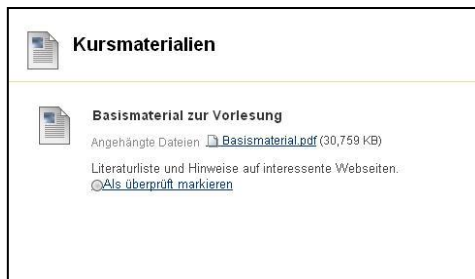 Kursmaterialien
Basismaterial zur Vorlesung
Angehängte Dateien Basismaterial.pdf (30,759 KB)
Literaturliste und Hinweise auf interessente Webseiten.
Als überprüft markieren